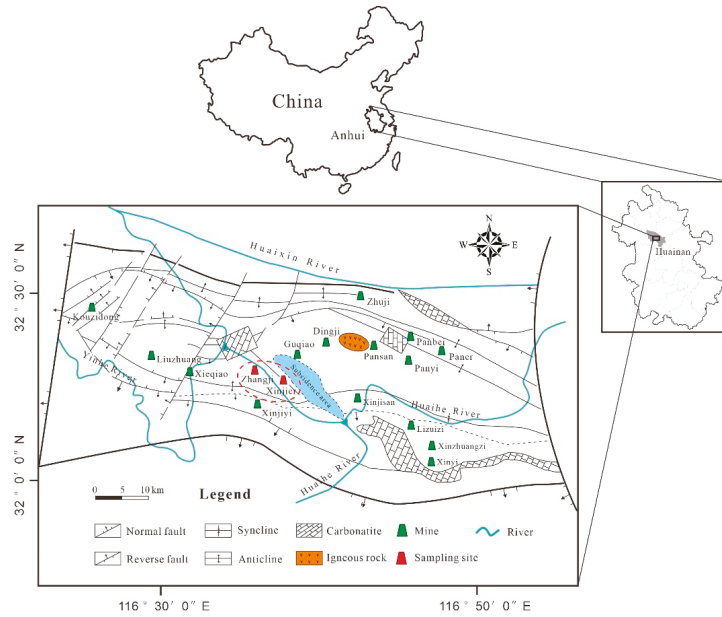 China
Anhui
Huainan
N
W E
S
Huaixin River
32° 30′ 0″ N
Zhuji
Kouzidong
Dingji
Panbei
Guqiao
Pansan
Paner
Liuzhuang
Panyi
Yinhe River
Xieqiao
Zhangji
Xinjier
Subsidence area
Xinjisan
Huaihe River
Xinjiyi
Lizuizi
Xinzhuangzi
Xinyi
Huaihe River
32° 0′ 0″ N
0 5 10 km
Legend
Normal fault Syncline Carbonatite Mine River
Reverse fault Anticline Igneous rock Sampling site
116° 30′ 0″ E 116° 50′ 0″ E